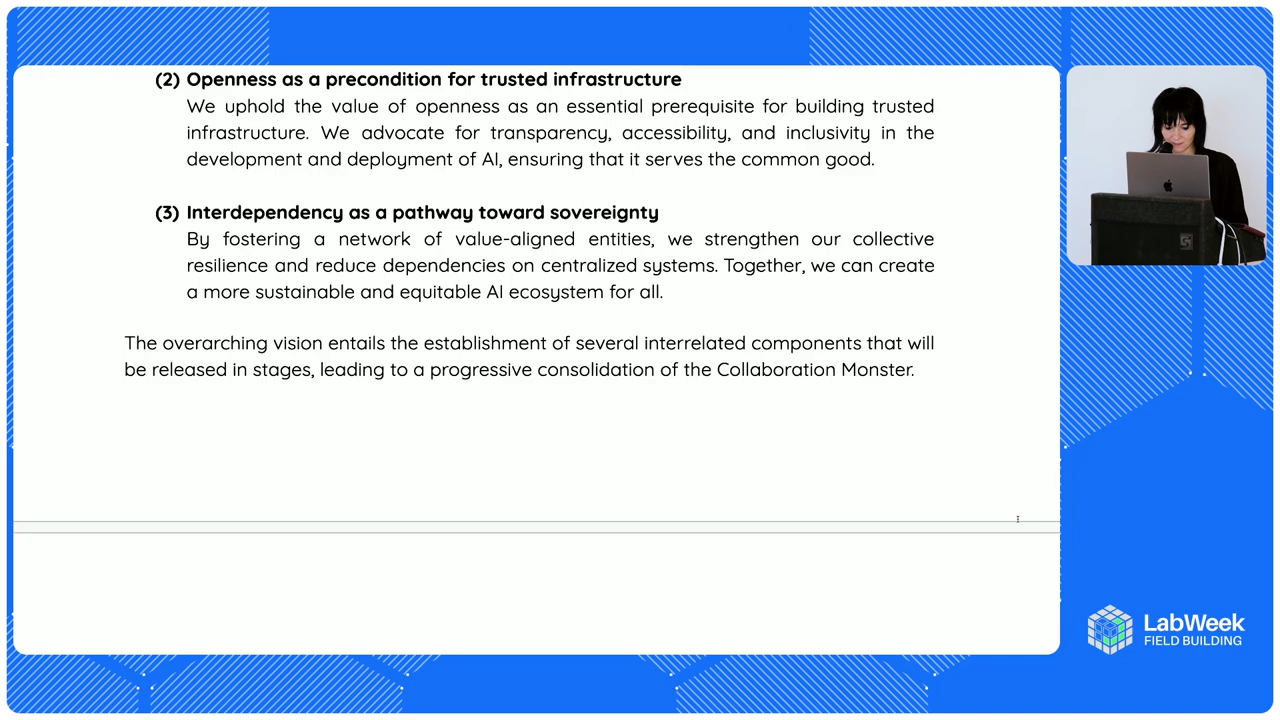 (2) Openness as a precondition for trusted infrastructure
We uphold the value of openness as an essential prerequisite for building trusted
infrastructure. We advocate for transparency, accessibility, and inclusivity in the
development and deployment of AI, ensuring that it serves the common good.
(3) Interdependency as a pathway toward sovereignty
By fostering a network of value-aligned entities, we strengthen our collective
resilience and reduce dependencies on centralized systems. Together, we can create
a more sustainable and equitable AI ecosystem for all.
The overarching vision entails the establishment of several interrelated components that will
be released in stages, leading to a progressive consolidation of the Collaboration Monster.
LabWeek
FIELD BUILDING